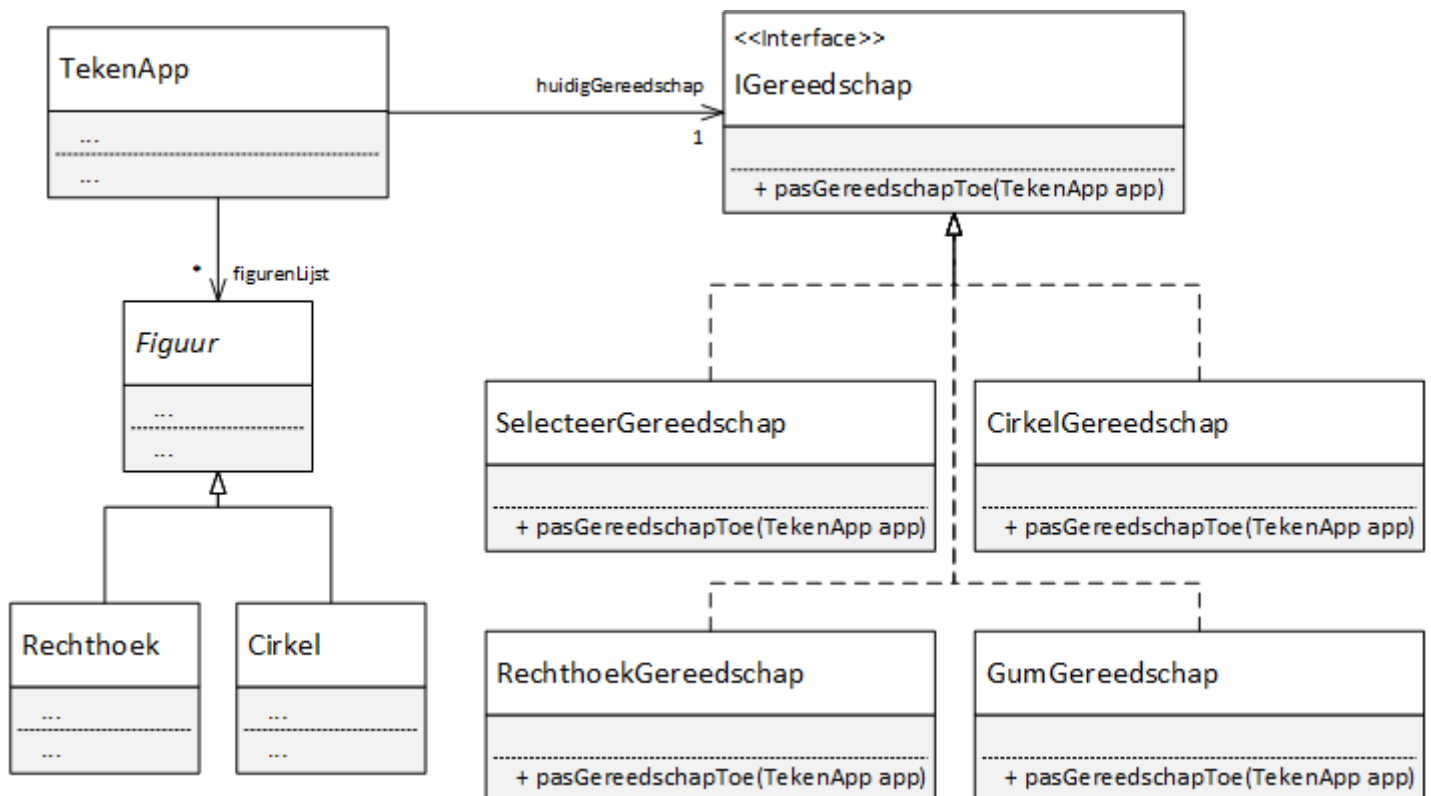 TekenApp
...
...
huidigGereedschap
1
<<Interface>>
IGereedschap
+ pasGereedschapToe(TekenApp app)
* figurenLijst
Figuur
...
...
Rechthoek
...
...
Cirkel
...
...
SelecteerGereedschap
+ pasGereedschapToe(TekenApp app)
CirkelGereedschap
+ pasGereedschapToe(TekenApp app)
RechthoekGereedschap
+ pasGereedschapToe(TekenApp app)
GumGereedschap
+ pasGereedschapToe(TekenApp app)